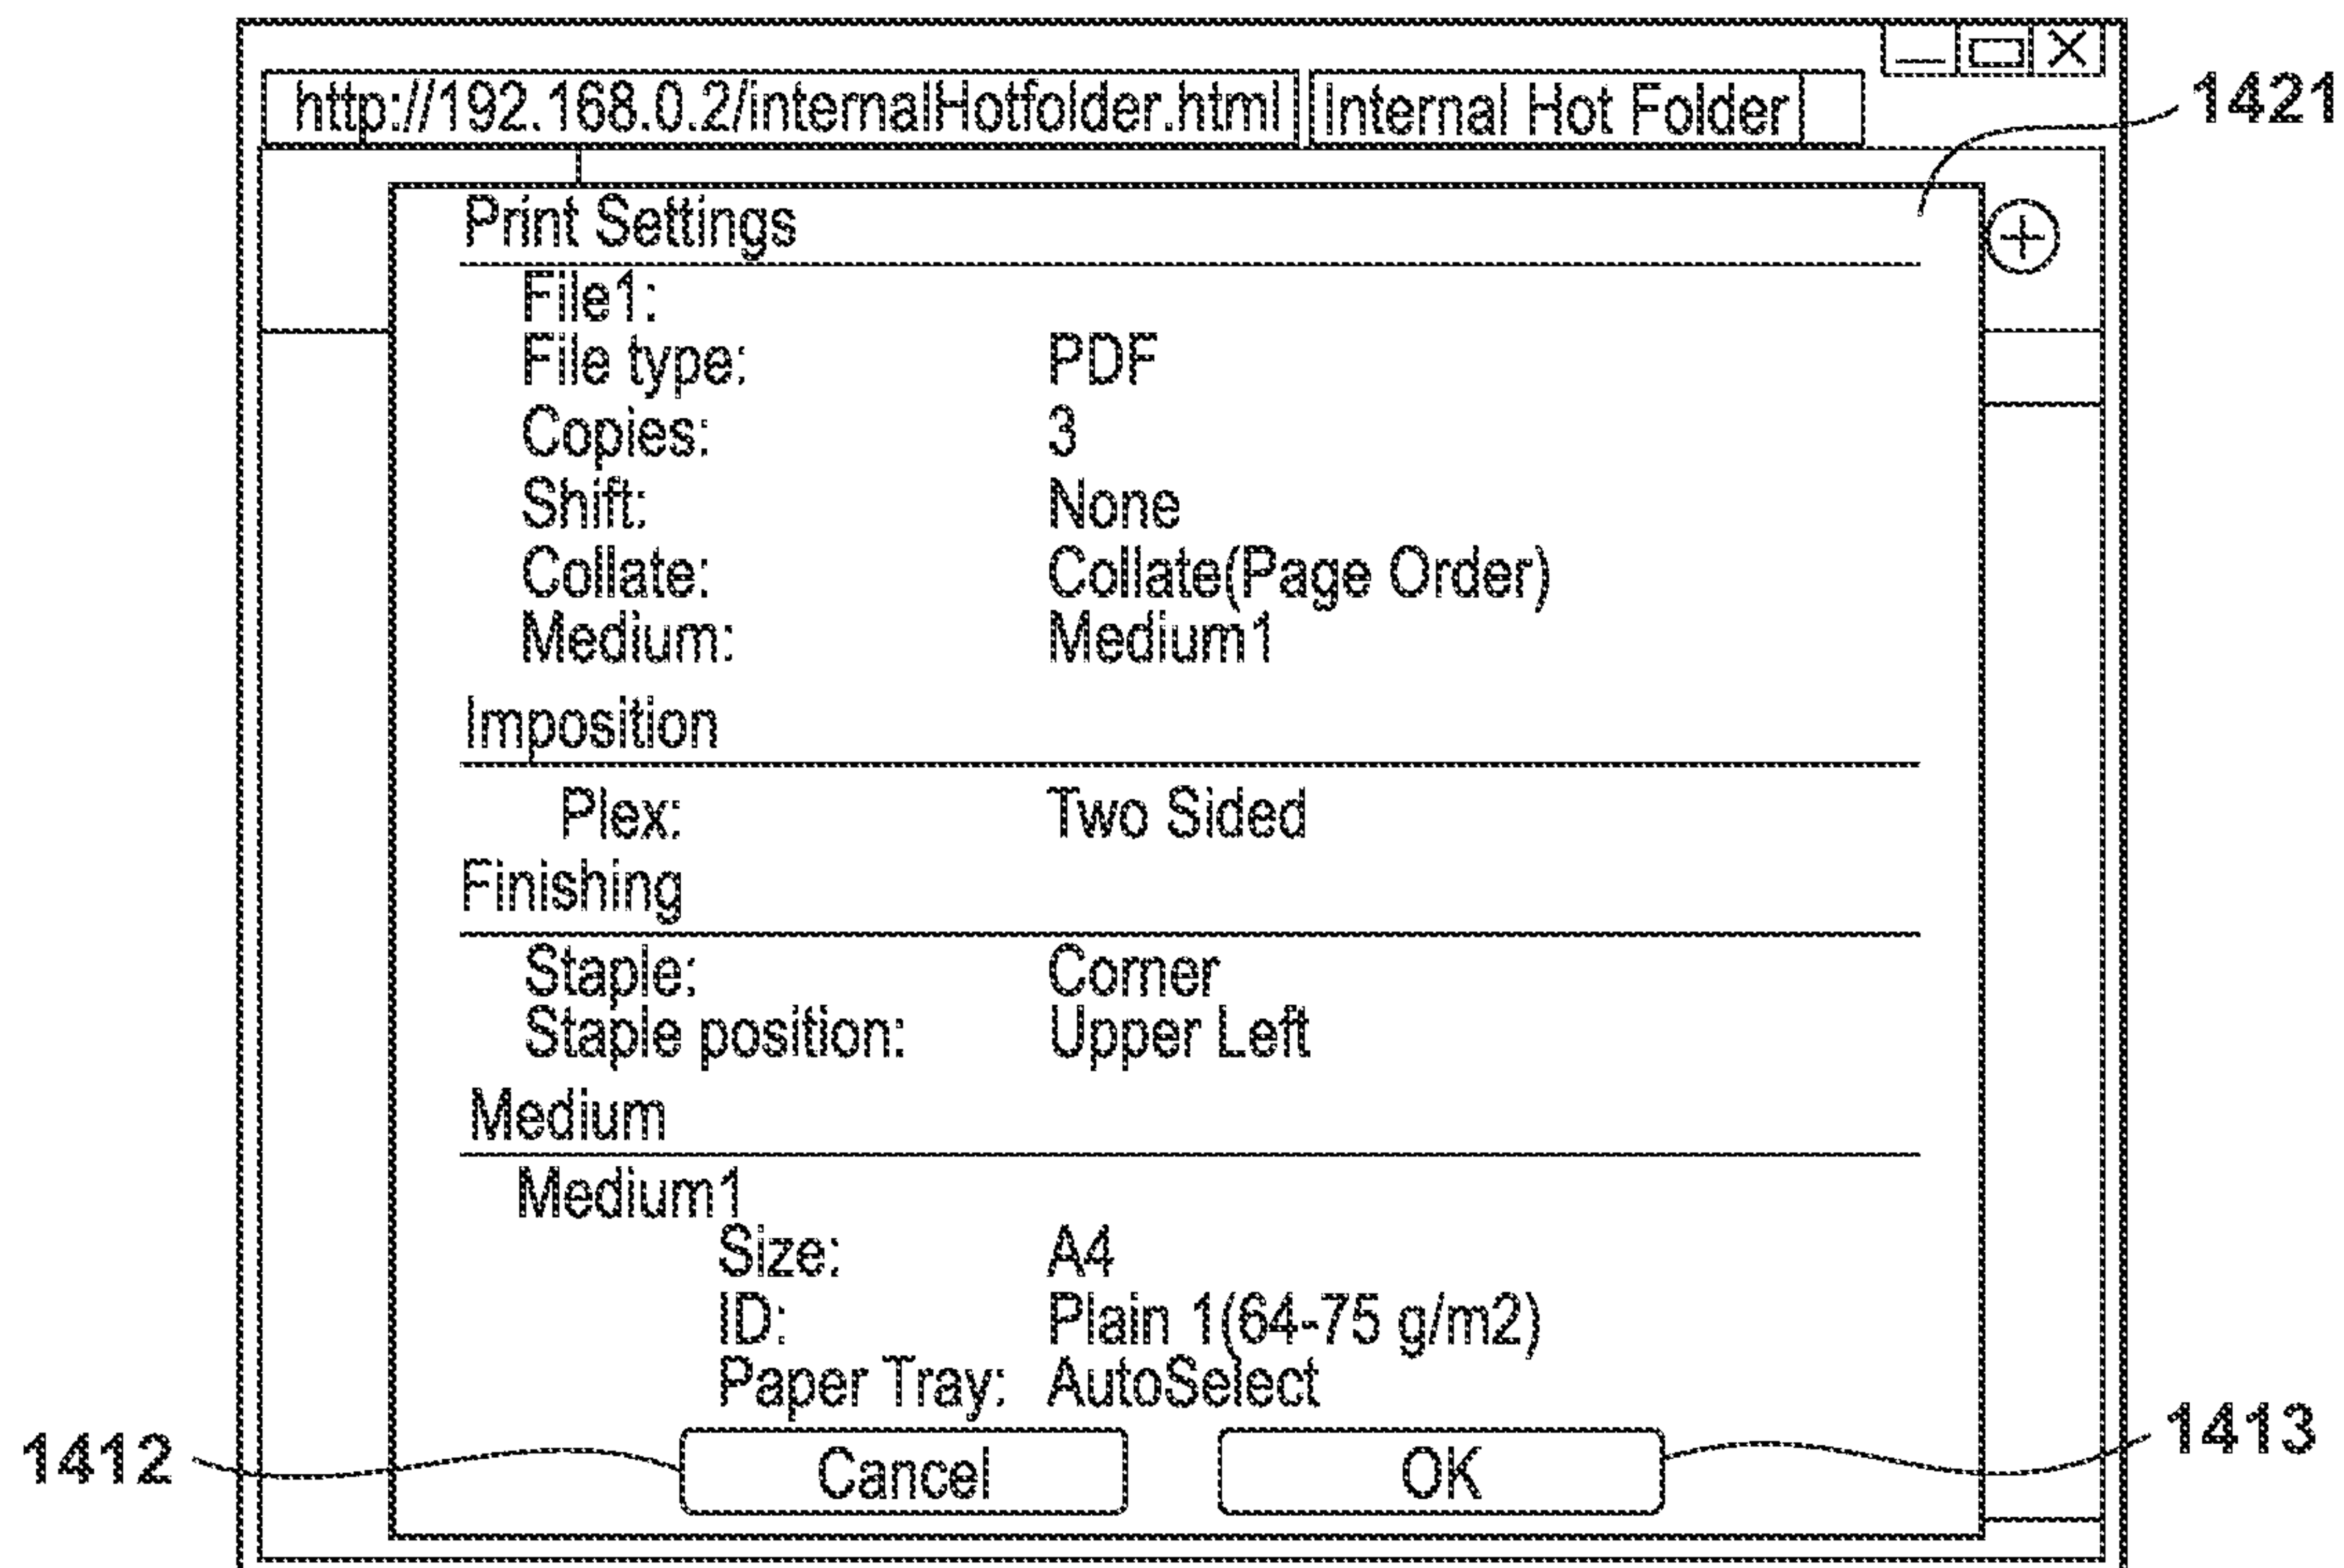 http://192.168.0.2/internalHotfolder.html Internal Hot Folder
1421
Print Settings
File1:
File type: PDF
Copies: 3
Shift: None
Collate: Collate(Page Order)
Medium: Medium1
Imposition
Plex: Two Sided
Finishing
Staple: Corner
Staple position: Upper Left
Medium
Medium1
Size: A4
ID: Plain 1(64-75 g/m2)
Paper Tray: AutoSelect
1412 Cancel OK 1413